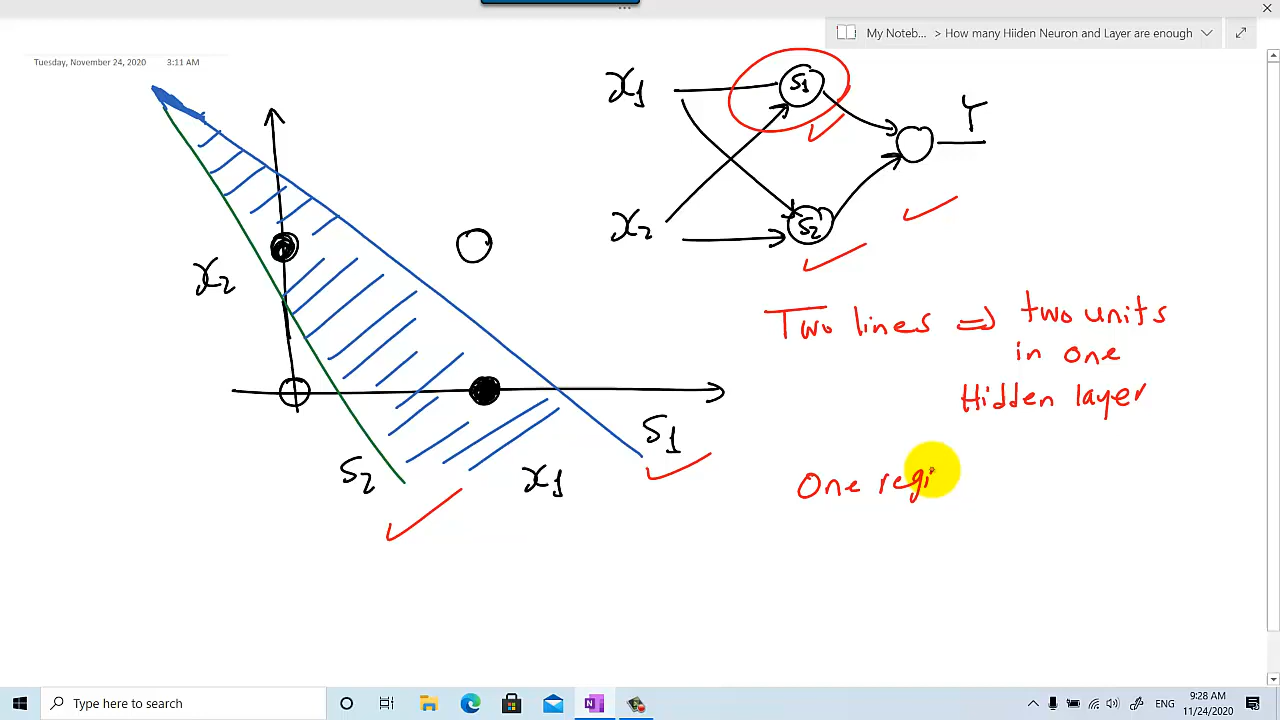 My Noteb... > How many Hiiden Neuron and Layer are enough
Tuesday, November 24, 2020 3:11 AM
x1 S1 Y
x2 S2
x2
Two lines => two units
in one
Hidden layer
S1
S2 x1
One regi
Type here to search
ENG
9:28 AM
11/24/2020